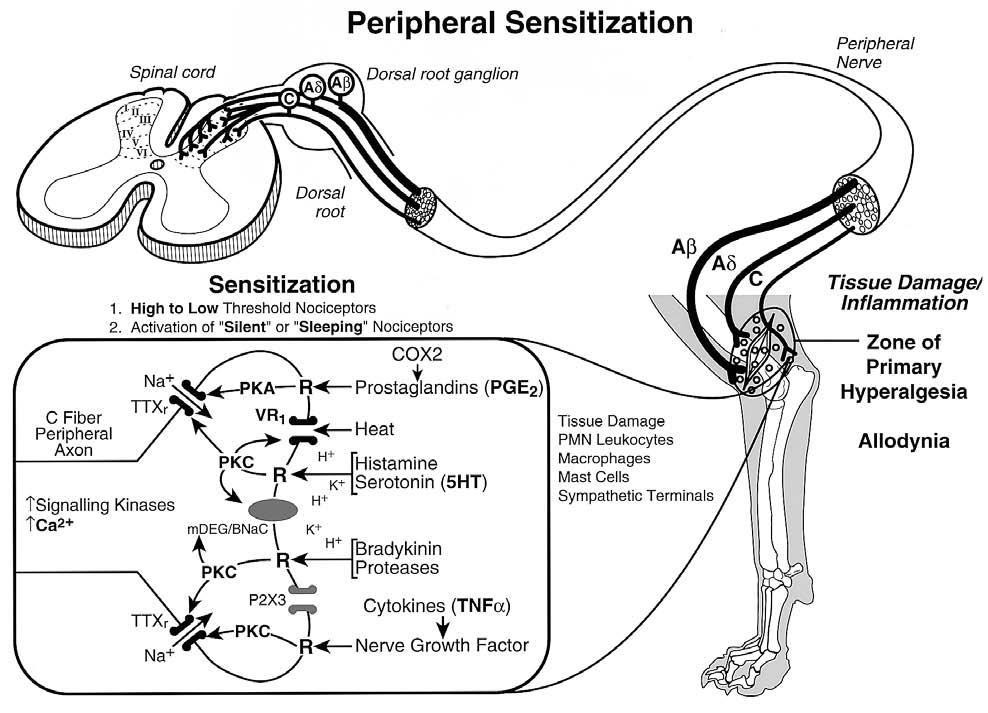 Peripheral Sensitization
Spinal cord
Dorsal root ganglion
Peripheral
Nerve
C
Aδ
Aβ
I
II
III
IV
V
VI
Dorsal
root
Aβ
Aδ
C
Tissue Damage/
Inflammation
Zone of
Primary
Hyperalgesia
Allodynia
Sensitization
1. High to Low Threshold Nociceptors
2. Activation of "Silent" or "Sleeping" Nociceptors
COX2
Na⁺
PKA
R
Prostaglandins (PGE₂)
TTXᵣ
VR₁
Heat
C Fiber
Peripheral
Axon
PKC
H⁺
R
Histamine
Serotonin (5HT)
K⁺
H⁺
↑Signalling Kinases
↑Ca²⁺
mDEG/BNaC
K⁺
H⁺
R
Bradykinin
Proteases
PKC
P2X3
Cytokines (TNFα)
TTXᵣ
PKC
R
Nerve Growth Factor
Na⁺
Tissue Damage
PMN Leukocytes
Macrophages
Mast Cells
Sympathetic Terminals